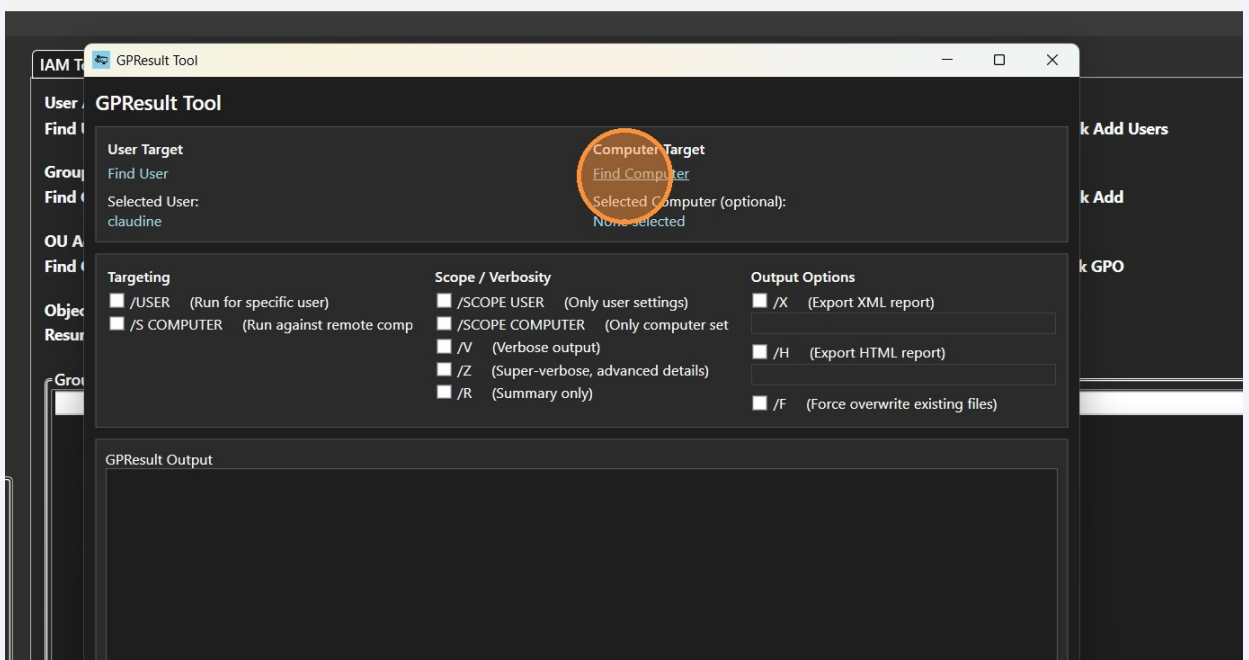 IAM T
GPResult Tool
User
GPResult Tool
Find
k Add Users
User Target
Computer Target
Find User
Find Computer
Grou
Selected User:
Selected Computer (optional):
Find
k Add
claudine
None selected
OU A
Find
k GPO
Targeting
Scope / Verbosity
Output Options
/USER (Run for specific user)
/SCOPE USER (Only user settings)
/X (Export XML report)
Objec
/S COMPUTER (Run against remote comp
/SCOPE COMPUTER (Only computer set
Resu
/V (Verbose output)
/H (Export HTML report)
/Z (Super-verbose, advanced details)
Grou
/R (Summary only)
/F (Force overwrite existing files)
GPResult Output